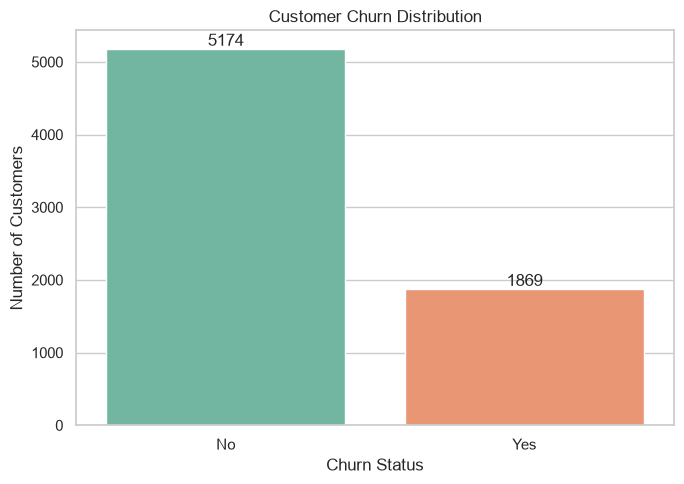 Customer Churn Distribution
5174
5000
4000
3000
2000
1869
1000
0
No Yes
Number of Customers
Churn Status